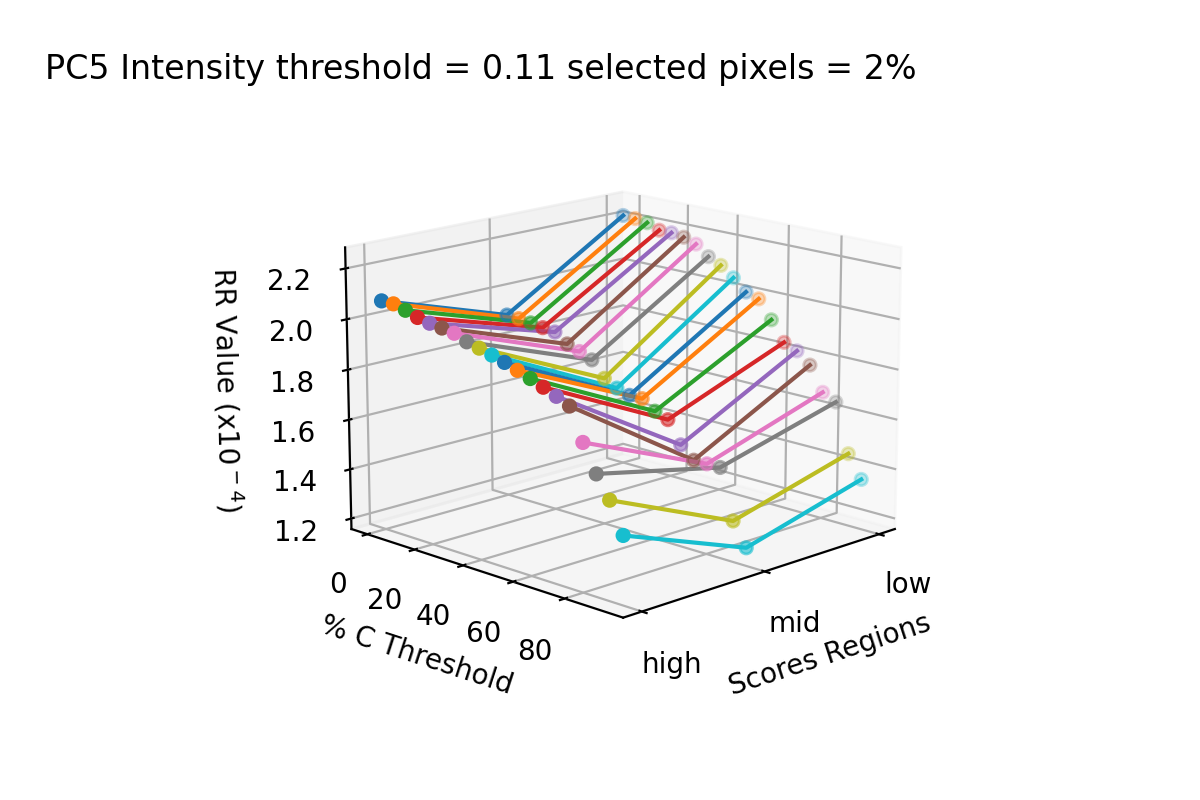 PC5 Intensity threshold = 0.11 selected pixels = 2%
RR Value (x10⁻⁴)
2.2
2.0
1.8
1.6
1.4
1.2
0
20
40
60
80
% C Threshold
high
mid
low
Scores Regions